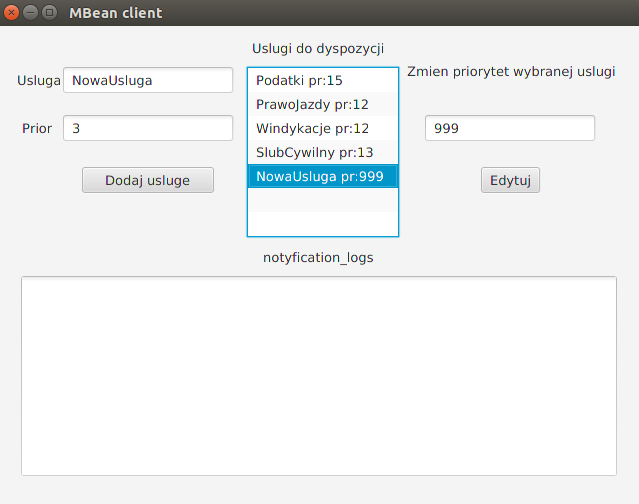 MBean client
Uslugi do dyspozycji
Usluga
NowaUsluga
Prior
3
Dodaj usluge
Podatki pr:15
PrawoJazdy pr:12
Windykacje pr:12
SlubCywilny pr:13
NowaUsluga pr:999
Zmien priorytet wybranej uslugi
999
Edytuj
notyfication_logs